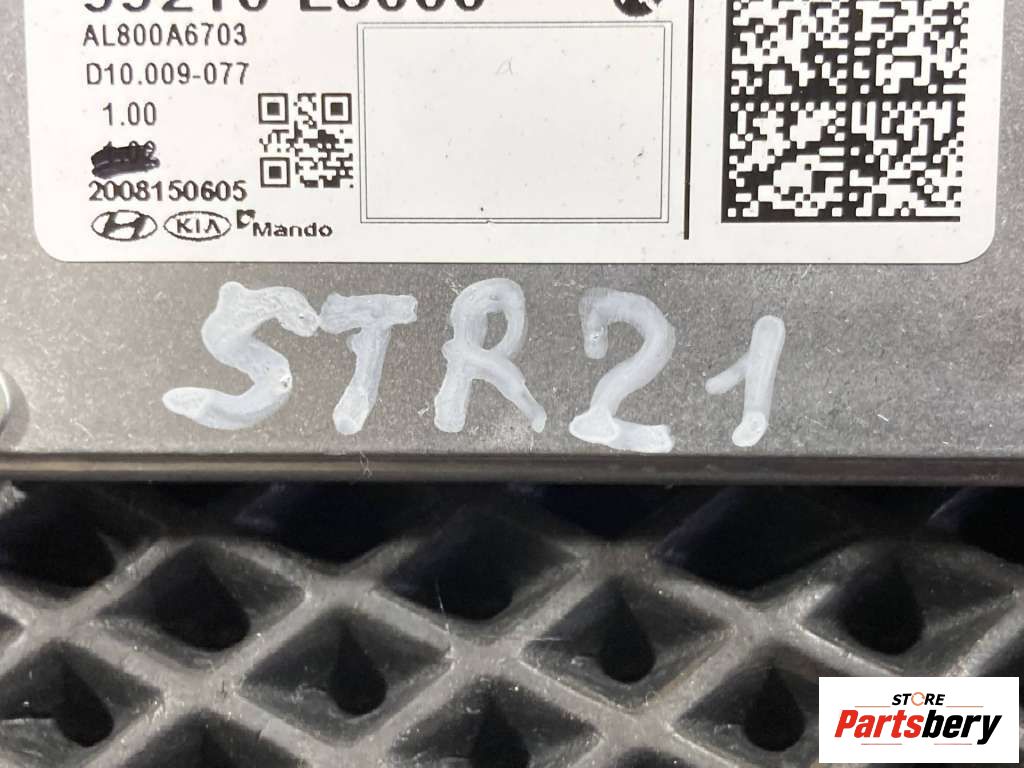 AL800A6703
D10.009-077
1.00
2008150605
KIA Mando
STR21
STORE
Partsbery